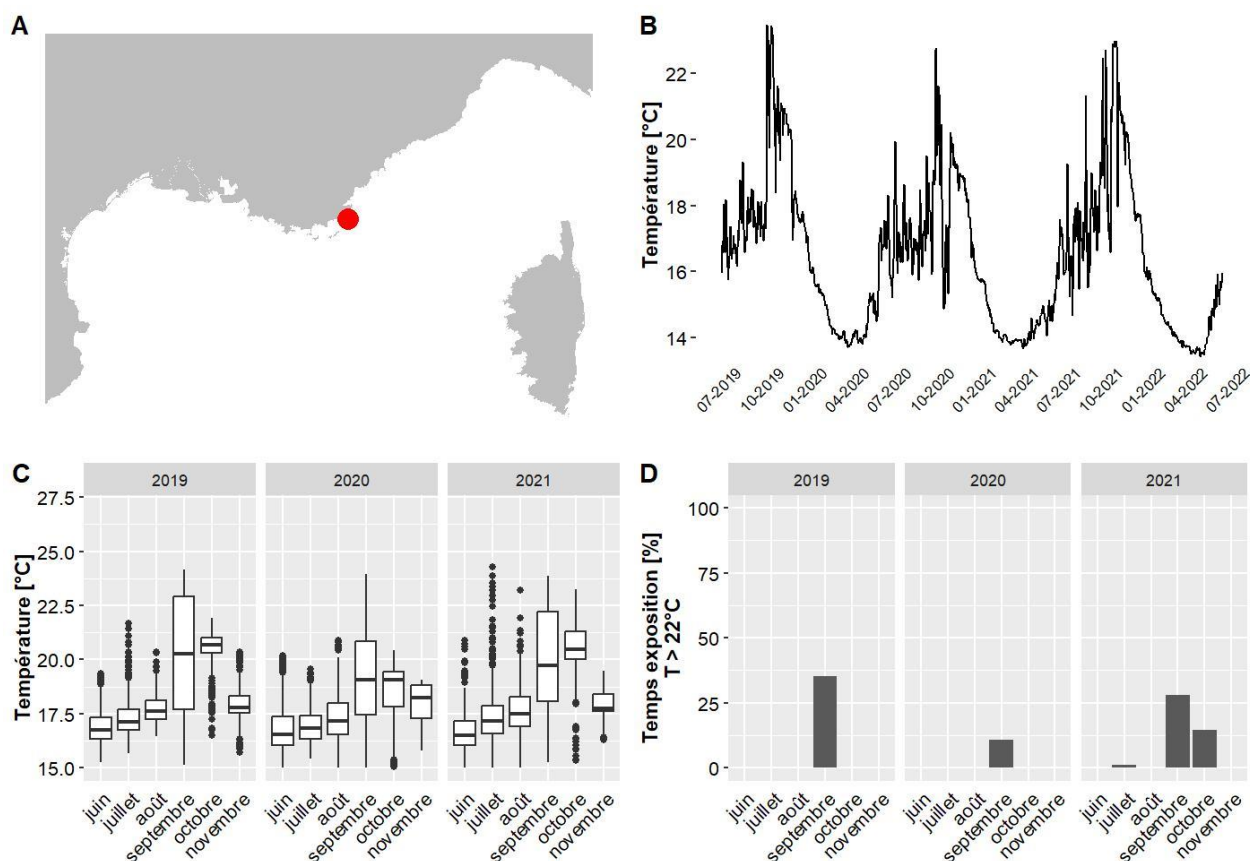 A
B
Température [°C]
22
20
18
16
14
07-2019
10-2019
01-2020
04-2020
07-2020
10-2020
01-2021
04-2021
07-2021
10-2021
01-2022
04-2022
07-2022
C
2019
2020
2021
Température [°C]
27.5
25.0
22.5
20.0
17.5
15.0
juin
juillet
août
septembre
octobre
novembre
juin
juillet
août
septembre
octobre
novembre
juin
juillet
août
septembre
octobre
novembre
D
2019
2020
2021
Temps exposition [%]
T > 22°C
100
75
50
25
0
juin
juillet
août
septembre
octobre
novembre
juin
juillet
août
septembre
octobre
novembre
juin
juillet
août
septembre
octobre
novembre